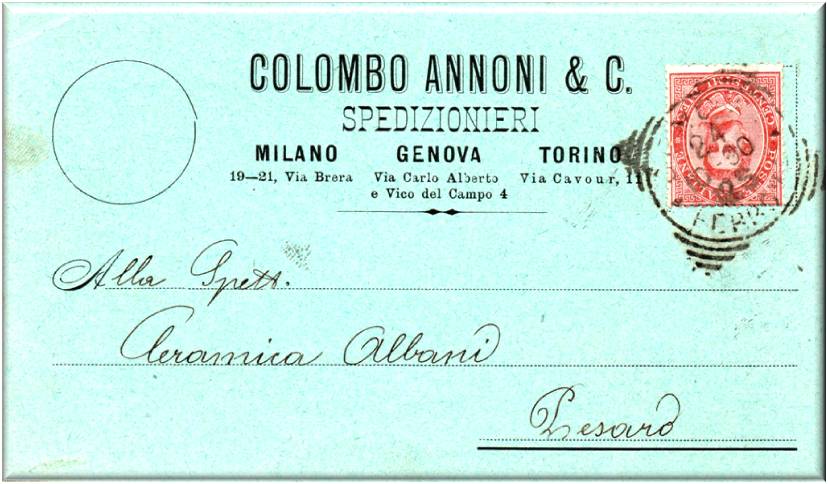 COLOMBO ANNONI & C.
SPEDIZIONIERI
MILANO GENOVA TORINO
19—21, Via Brera Via Carlo Alberto Via Cavour, 11
e Vico del Campo 4
Alla Spett.
Ceramica Albani
Pesaro